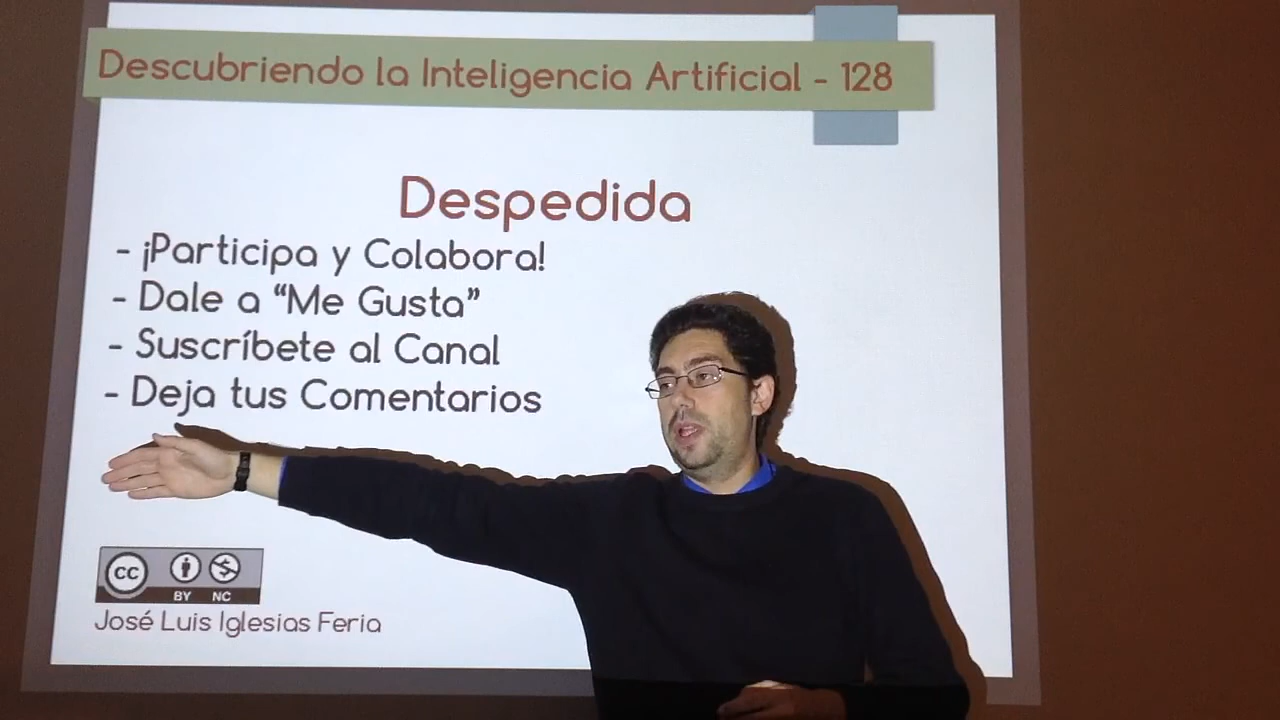 Descubriendo la Inteligencia Artificial - 128
Despedida
- ¡Participa y Colabora!
- Dale a “Me Gusta”
- Suscríbete al Canal
- Deja tus Comentarios
cc
BY NC
José Luis Iglesias Feria